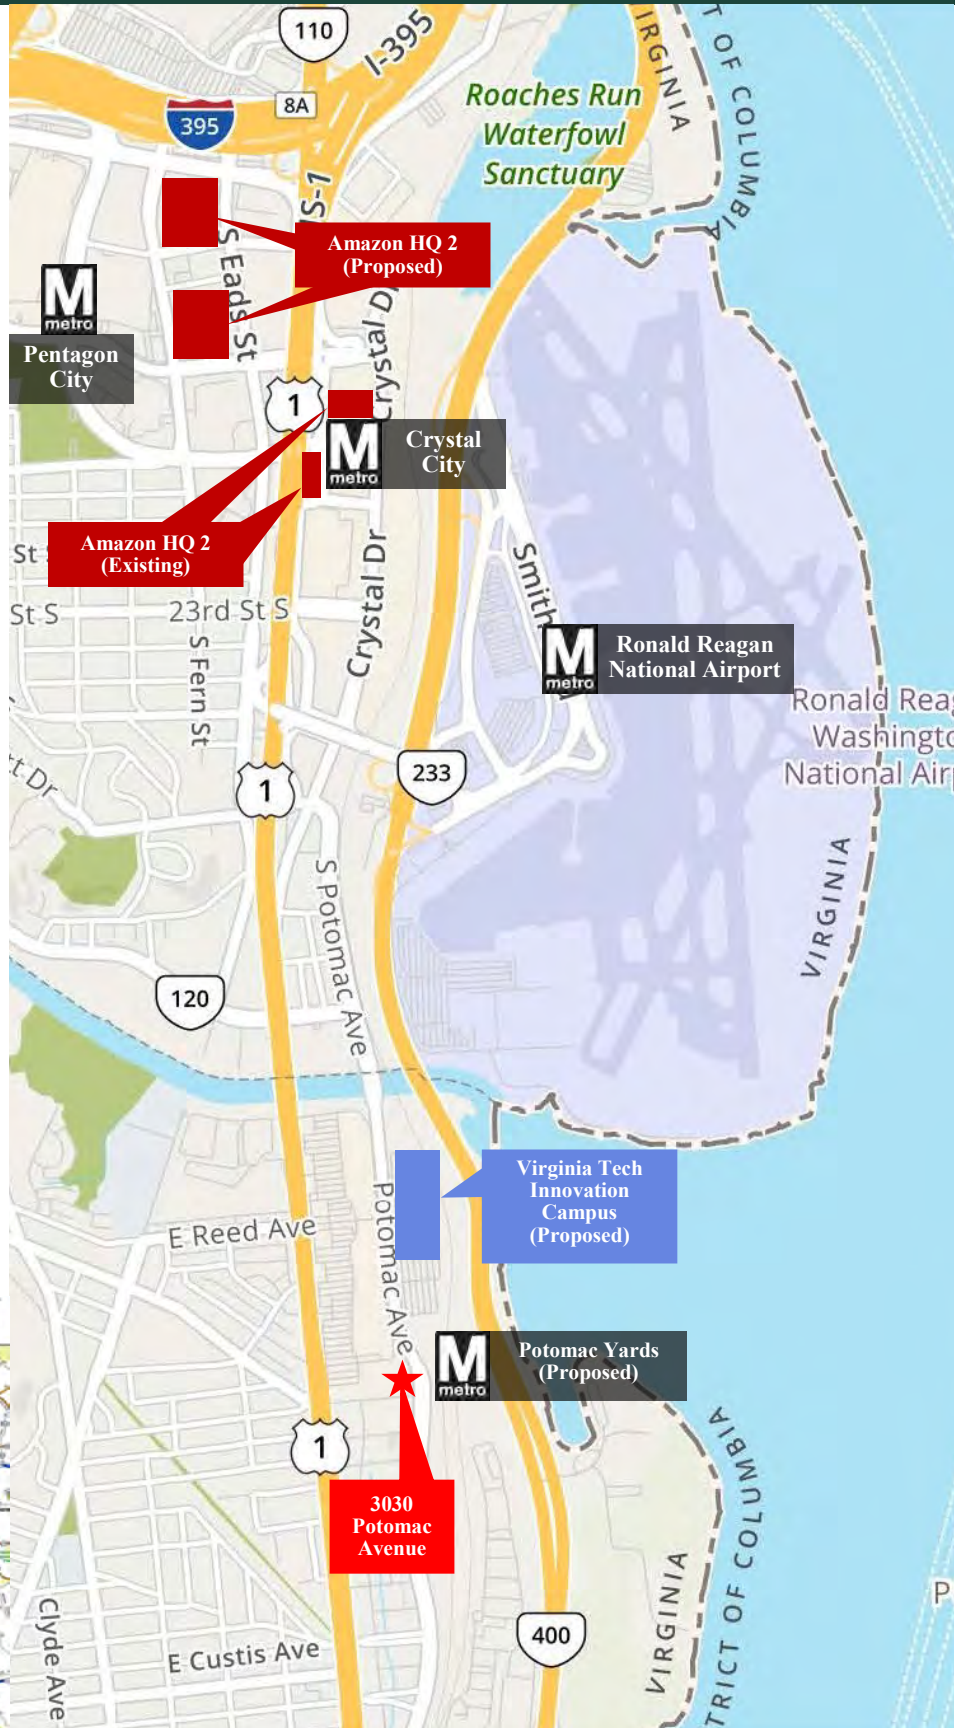 110
I-395
VIRGINIA
T OF COLUMBIA
Roaches Run
Waterfowl
Sanctuary
8A
395
US-1
Amazon HQ 2
(Proposed)
S Eads St
M
metro
Pentagon
City
Crystal Dr
1
M
metro
Crystal
City
Amazon HQ 2
(Existing)
St S
St S
23rd St S
Crystal Dr
S Fern St
Smith
M
metro
Ronald Reagan
National Airport
Ronald Reag
Washingto
National Airp
tt Dr
1
233
S Potomac Ave
VIRGINIA
120
Virginia Tech
Innovation
Campus
(Proposed)
E Reed Ave
Potomac Ave
M
metro
Potomac Yards
(Proposed)
1
3030
Potomac
Avenue
TRICT OF COLUMBIA
VIRGINIA
P
Clyde Ave
E Custis Ave
400